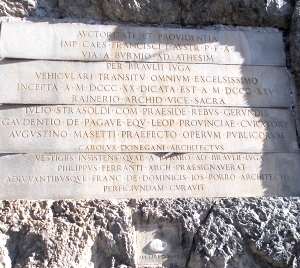 AVCTORITATE ET PROVIDENTIA
IMP CAES FRANCISCI I AVSTR P F A
VIA A BVRMIO AD ATHESIM
PER BRAVLII IVGA
VEHICVLARI TRANSITV OMNIVM EXCELSISSIMO
INCEPTA A M DCCC XX DICATA EST A M DCCC XXV
RAINERIO ARCHID VICE SACRA
IVLIO STRASOLDI COM PRAESIDE REBVS GERVNDIS
GAVDENTIO DE PAGAVE EQV LEOP PROVINCIAE CVRATORE
AVGVSTINO MASETTI PRAEFECTO OPERVM PVBLICORVM
CAROLVS DONEGANI ARCHITECTVS
VESTIGIIS INSISTENS QVAE A BVRMIO AD BRAVLII IVGA
PHILIPPVS FERRANTI ARCH PRAESIGNAVERAT
ADIVVANTIBVSQVE FRANC DE DOMINICIS IOS PORRO ARCHITECTIS
PERFICIVNDAM CVRAVIT